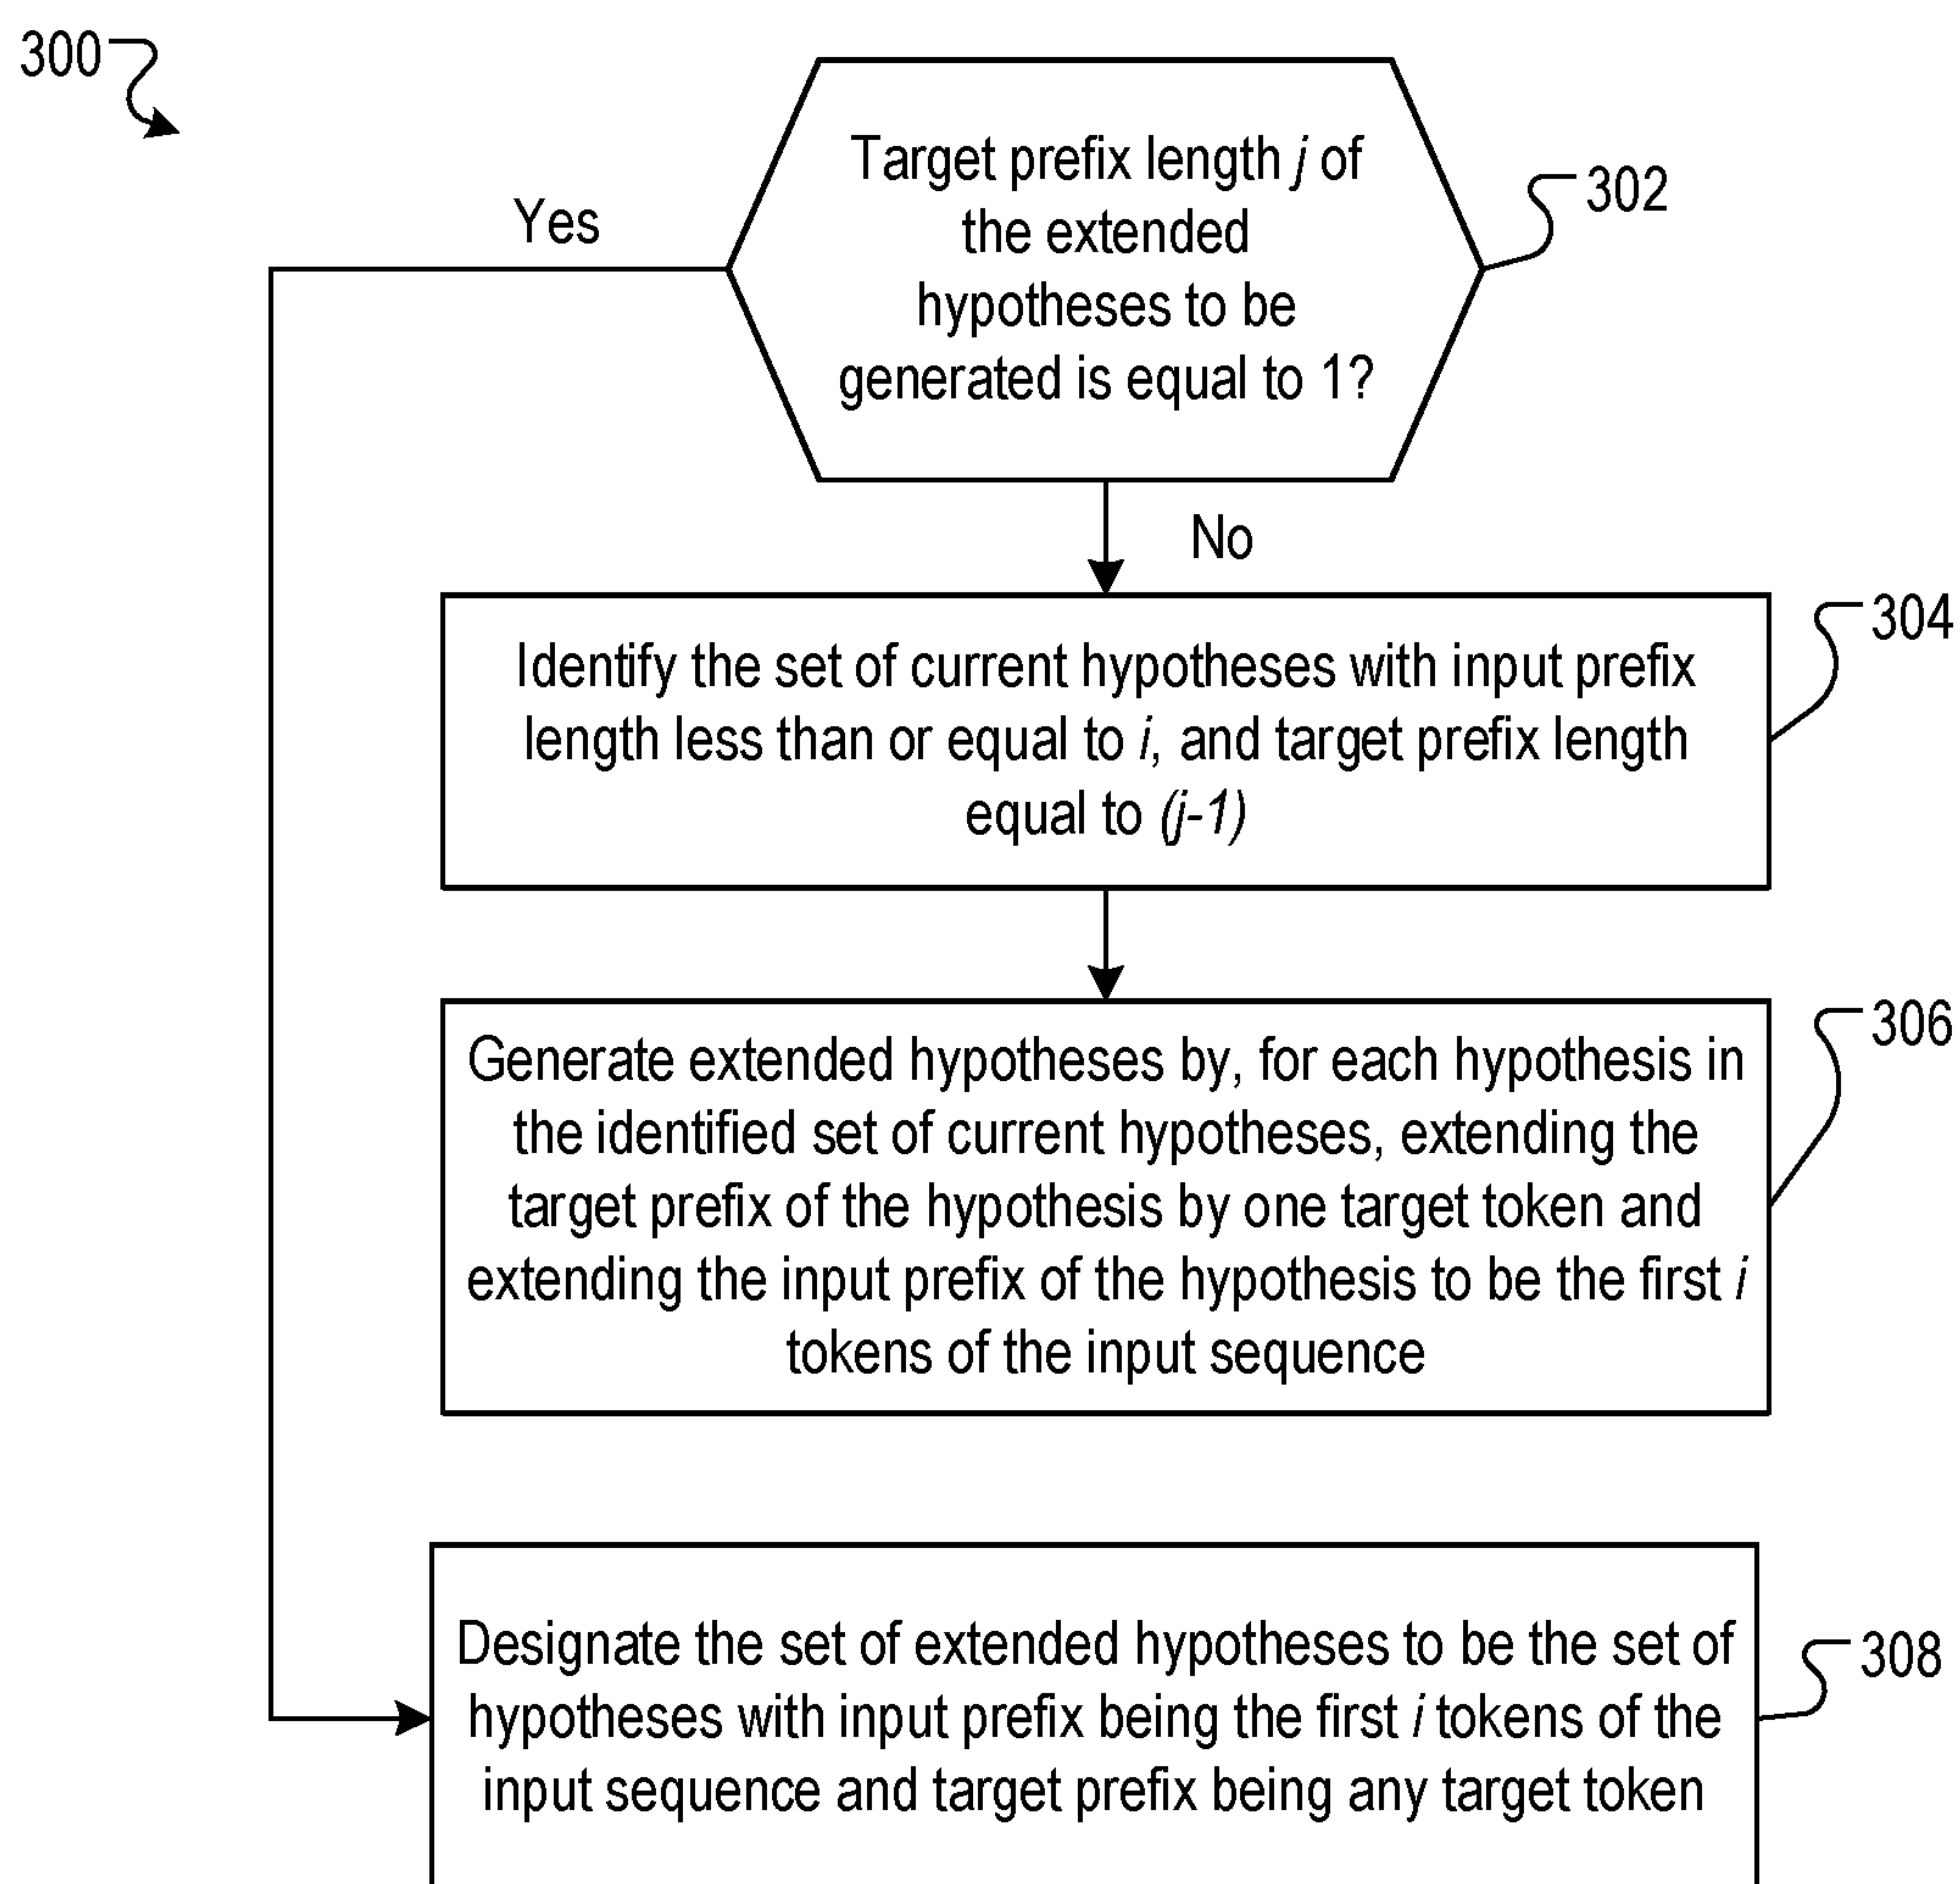 300
Target prefix length j of
the extended
hypotheses to be
generated is equal to 1?
302
Yes
No
Identify the set of current hypotheses with input prefix
length less than or equal to i, and target prefix length
equal to (j-1)
304
Generate extended hypotheses by, for each hypothesis in
the identified set of current hypotheses, extending the
target prefix of the hypothesis by one target token and
extending the input prefix of the hypothesis to be the first i
tokens of the input sequence
306
Designate the set of extended hypotheses to be the set of
hypotheses with input prefix being the first i tokens of the
input sequence and target prefix being any target token
308